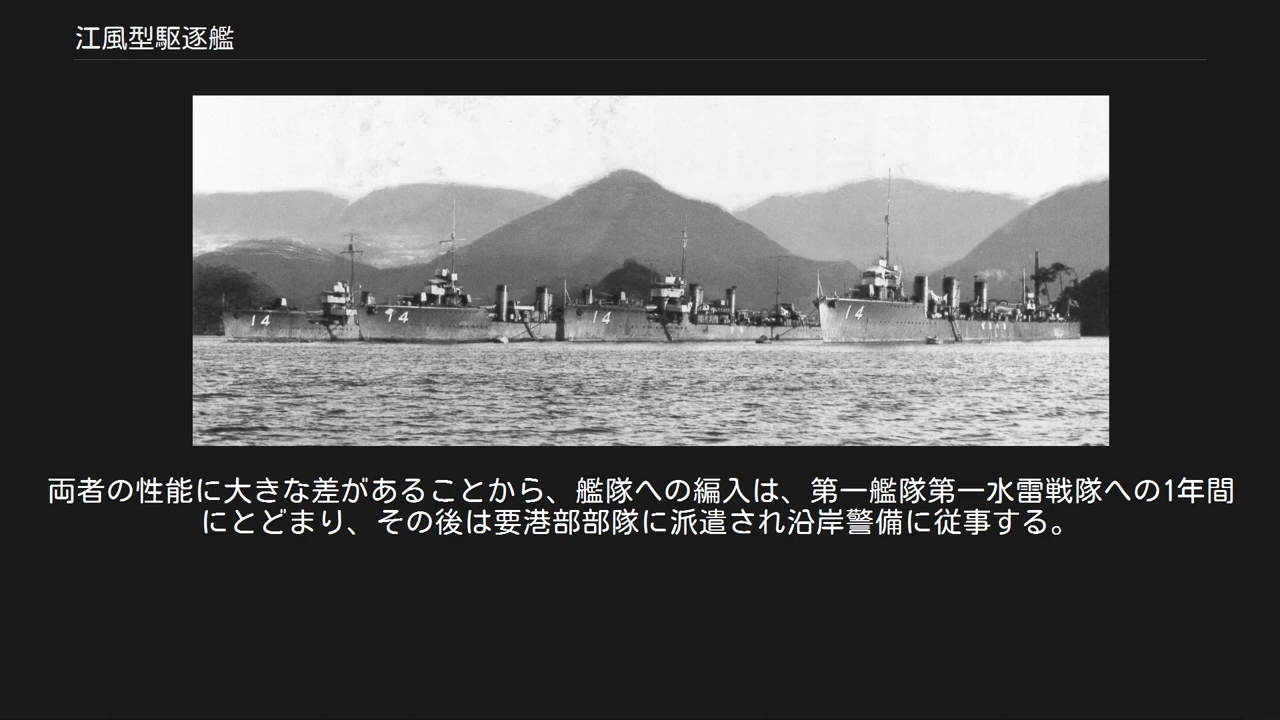 江風型駆逐艦
14
14
14
14
両者の性能に大きな差があることから、艦隊への編入は、第一艦隊第一水雷戦隊への1年間
にとどまり、その後は要港部部隊に派遣され沿岸警備に従事する。